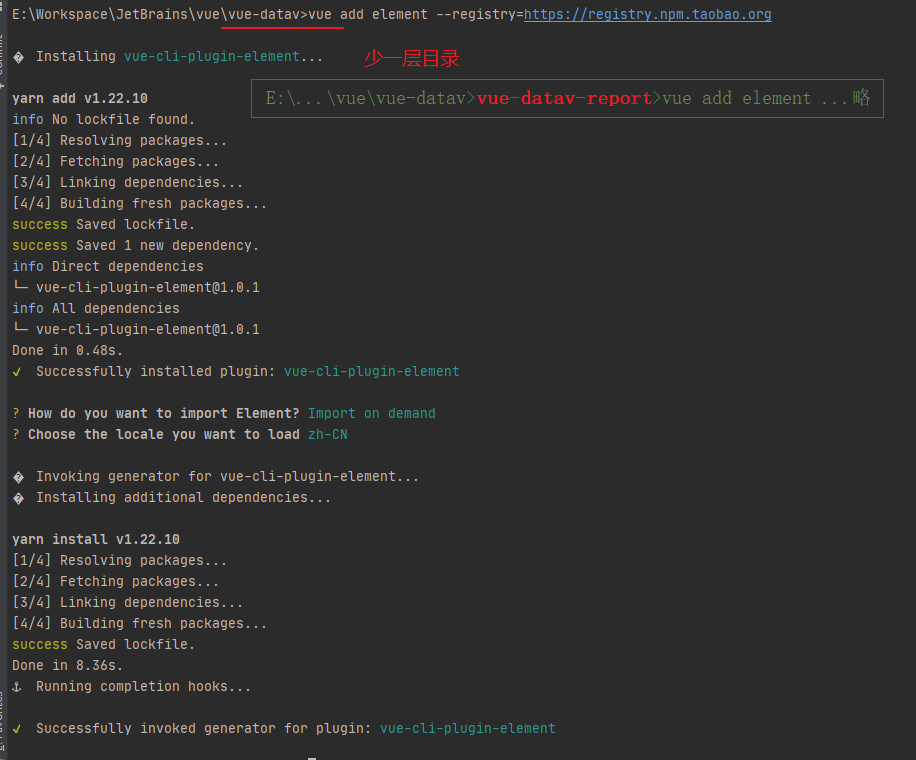 E:\Workspace\JetBrains\vue\vue-datav>vue add element --registry=https://registry.npm.taobao.org
� Installing vue-cli-plugin-element...
少一层目录
E:\...\vue\vue-datav>vue-datav-report>vue add element ...略
yarn add v1.22.10
info No lockfile found.
[1/4] Resolving packages...
[2/4] Fetching packages...
[3/4] Linking dependencies...
[4/4] Building fresh packages...
success Saved lockfile.
success Saved 1 new dependency.
info Direct dependencies
└─ vue-cli-plugin-element@1.0.1
info All dependencies
└─ vue-cli-plugin-element@1.0.1
Done in 0.48s.
✔ Successfully installed plugin: vue-cli-plugin-element
? How do you want to import Element? Import on demand
? Choose the locale you want to load zh-CN
� Invoking generator for vue-cli-plugin-element...
� Installing additional dependencies...
yarn install v1.22.10
[1/4] Resolving packages...
[2/4] Fetching packages...
[3/4] Linking dependencies...
[4/4] Building fresh packages...
success Saved lockfile.
Done in 8.36s.
⚓ Running completion hooks...
✔ Successfully invoked generator for plugin: vue-cli-plugin-element